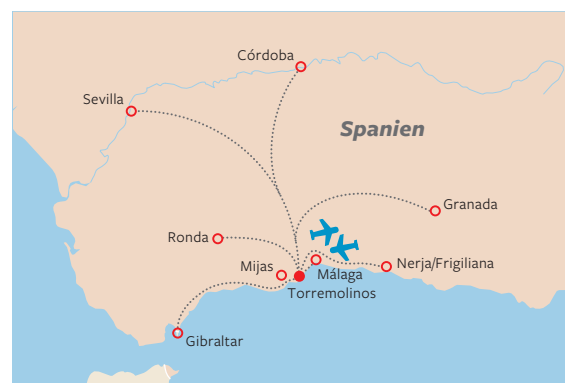 Córdoba
Sevilla
Spanien
Granada
Ronda
Nerja/Frigiliana
Mijas
Málaga
Torremolinos
Gibraltar